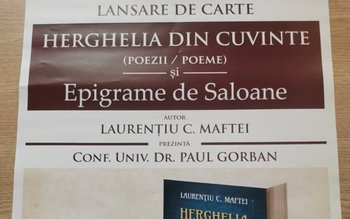 LANSARE DE CARTE
HERGHELIA DIN CUVINTE
(POEZII / POEME)
și
Epigrame de Saloane
AUTOR
LAURENȚIU C. MAFTEI
PREZINTĂ
CONF. UNIV. DR. PAUL GORBAN
LAURENȚIU C. MAFTEI
HERGHELIA